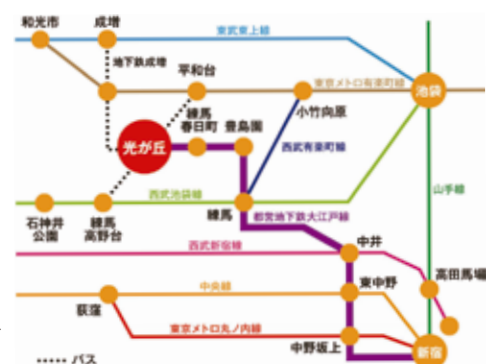 和光市
成増
東武東上線
地下鉄成増
平和台
東京メトロ有楽町線
池袋
練馬
春日町
豊島園
小竹向原
光が丘
西武有楽町線
山手線
西武池袋線
石神井
公園
練馬
高野台
練馬
都営地下鉄大江戸線
西武新宿線
中井
高田馬場
中央線
東中野
荻窪
東京メトロ丸ノ内線
中野坂上
新宿
バス